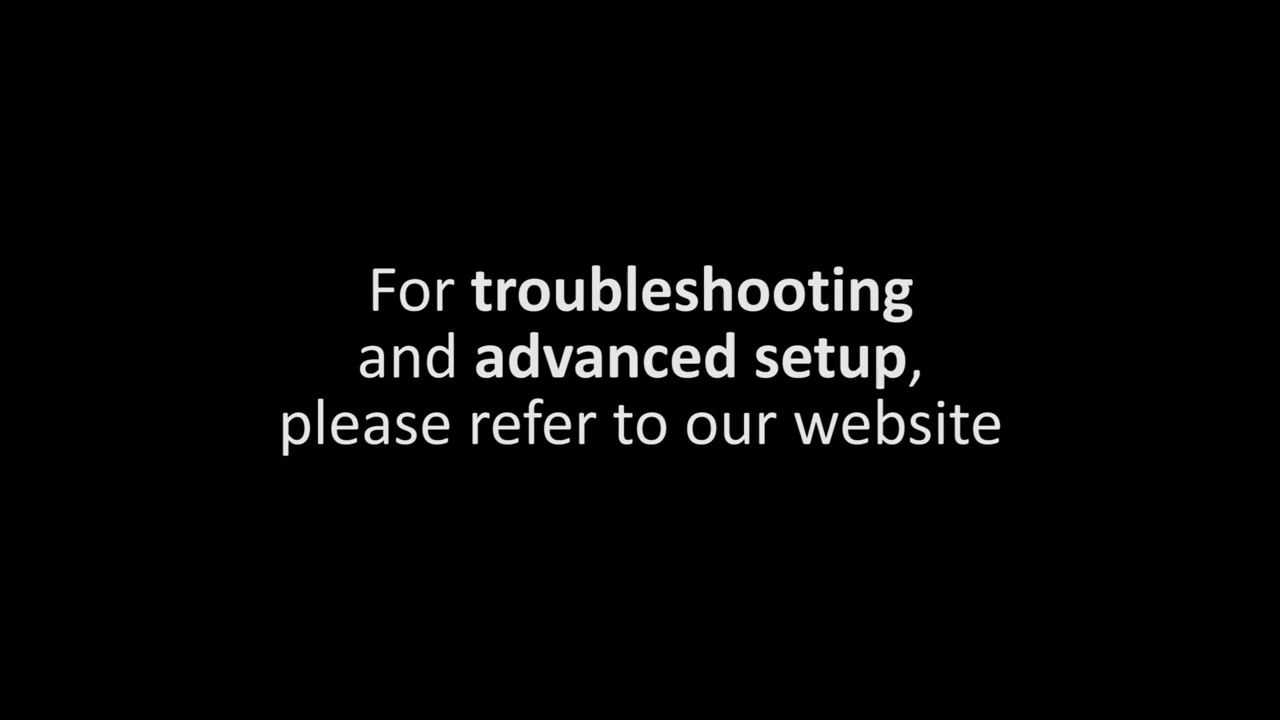 For troubleshooting
and advanced setup,
please refer to our website